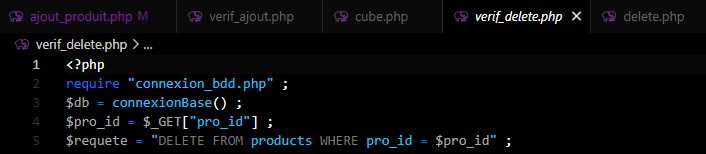 ajout_produit.php M verif_ajout.php cube.php verif_delete.php × delete.php
verif_delete.php > ...
1 <?php
2 require "connexion_bdd.php" ;
3 $db = connexionBase() ;
4 $pro_id = $_GET["pro_id"] ;
5 $requete = "DELETE FROM products WHERE pro_id = $pro_id" ;